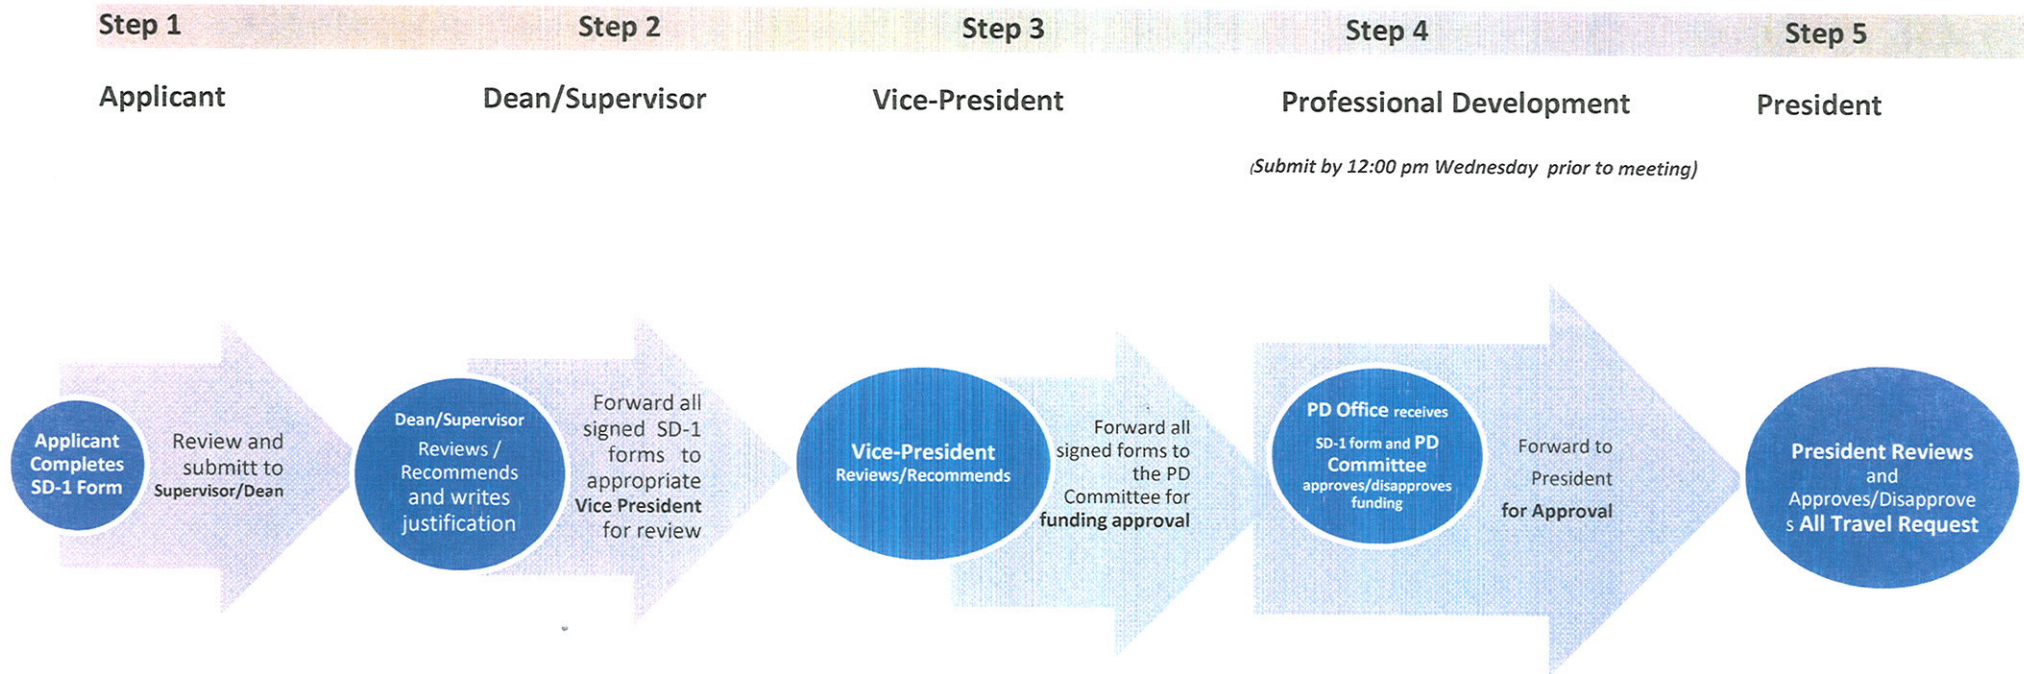 Step 1
Step 2
Step 3
Step 4
Step 5
Applicant
Dean/Supervisor
Vice-President
Professional Development
President
(Submit by 12:00 pm Wednesday prior to meeting)
Applicant
Completes
SD-1 Form
Review and
submitt to
Supervisor/Dean
Dean/Supervisor
Reviews /
Recommends
and writes
justification
Forward all
signed SD-1
forms to
appropriate
Vice President
for review
Vice-President
Reviews/Recommends
Forward all
signed forms to
the PD
Committee for
funding approval
PD Office receives
SD-1 form and PD
Committee
approves/disapproves
funding
Forward to
President
for Approval
President Reviews
and
Approves/Disapprove
s All Travel Request